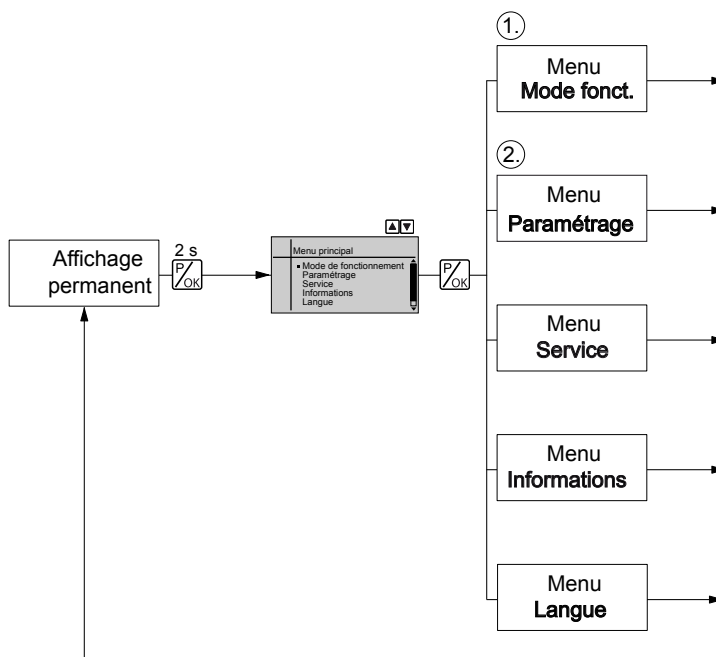 1.
Menu
Mode fonct.
2.
Menu
Paramétrage
Affichage
permanent
2 s
P/OK
Menu principal
Mode de fonctionnement
Paramétrage
Service
Informations
Langue
P/OK
Menu
Service
Menu
Informations
Menu
Langue